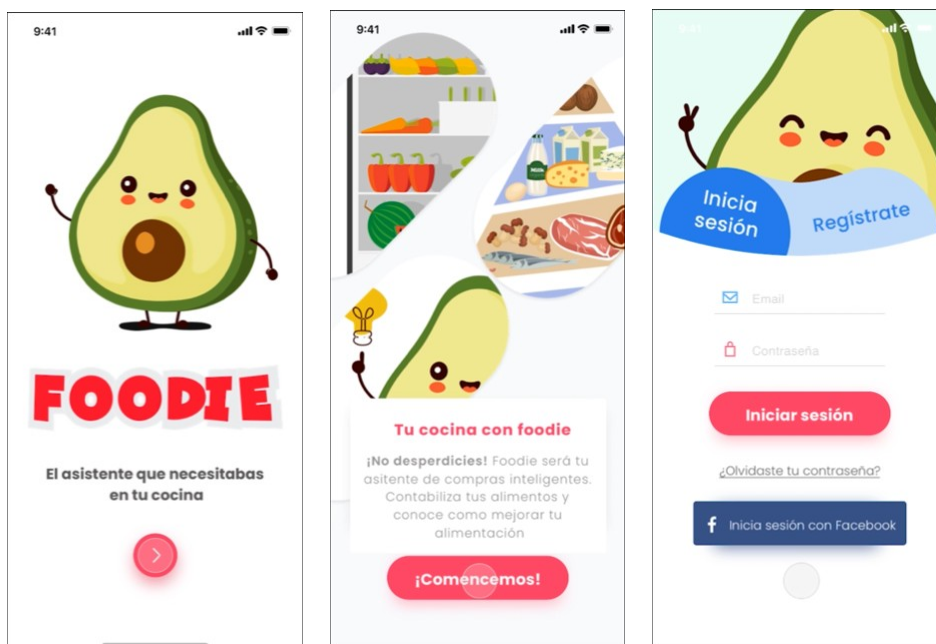 9:41
FOODIE
El asistente que necesitabas
en tu cocina
9:41
Tu cocina con foodie
¡No desperdicies! Foodie será tu
asitente de compras inteligentes.
Contabiliza tus alimentos y
conoce como mejorar tu
alimentación
¡Comencemos!
9:41
Inicia
sesión
Regístrate
Email
Contraseña
Iniciar sesión
¿Olvidaste tu contraseña?
f Inicia sesión con Facebook